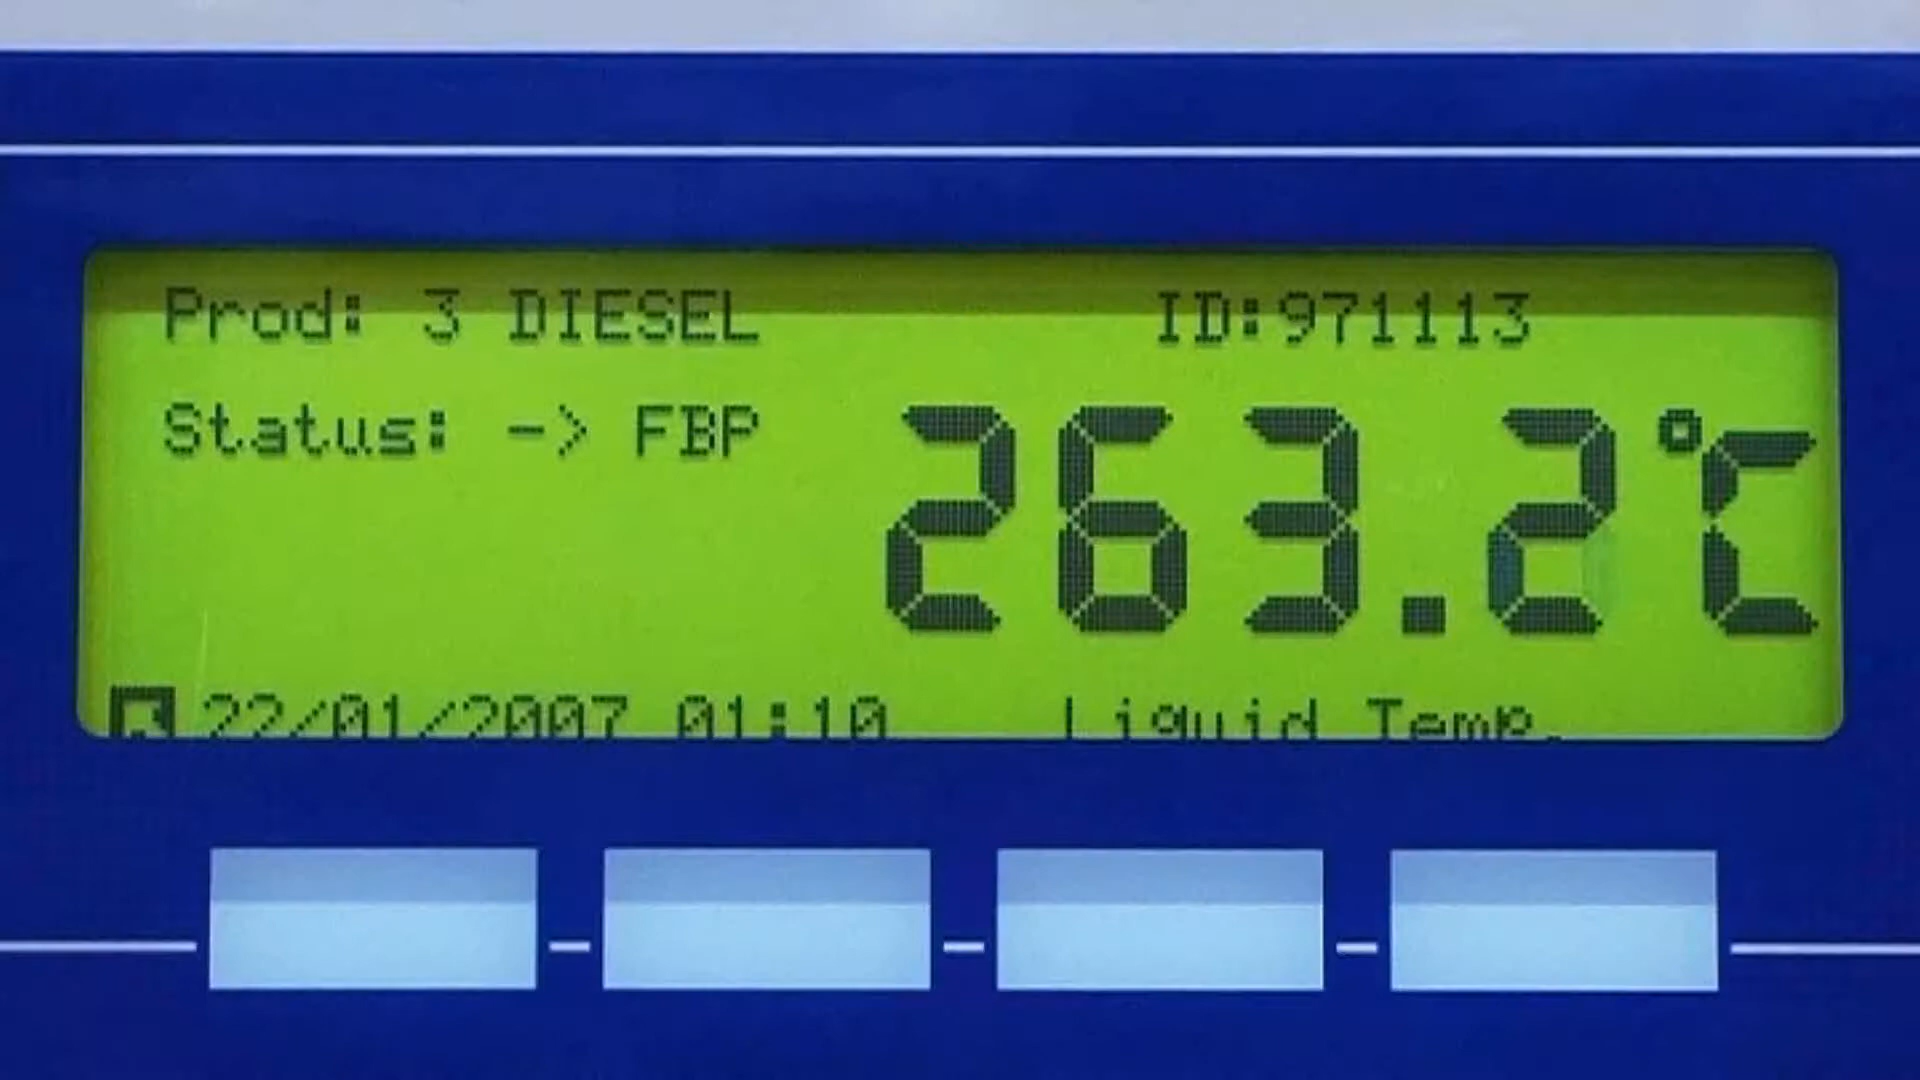 Prod: 3 DIESEL ID:971113
Status: -> FBP 263.2°C
22/01/2007 01:10 Liquid Temp.